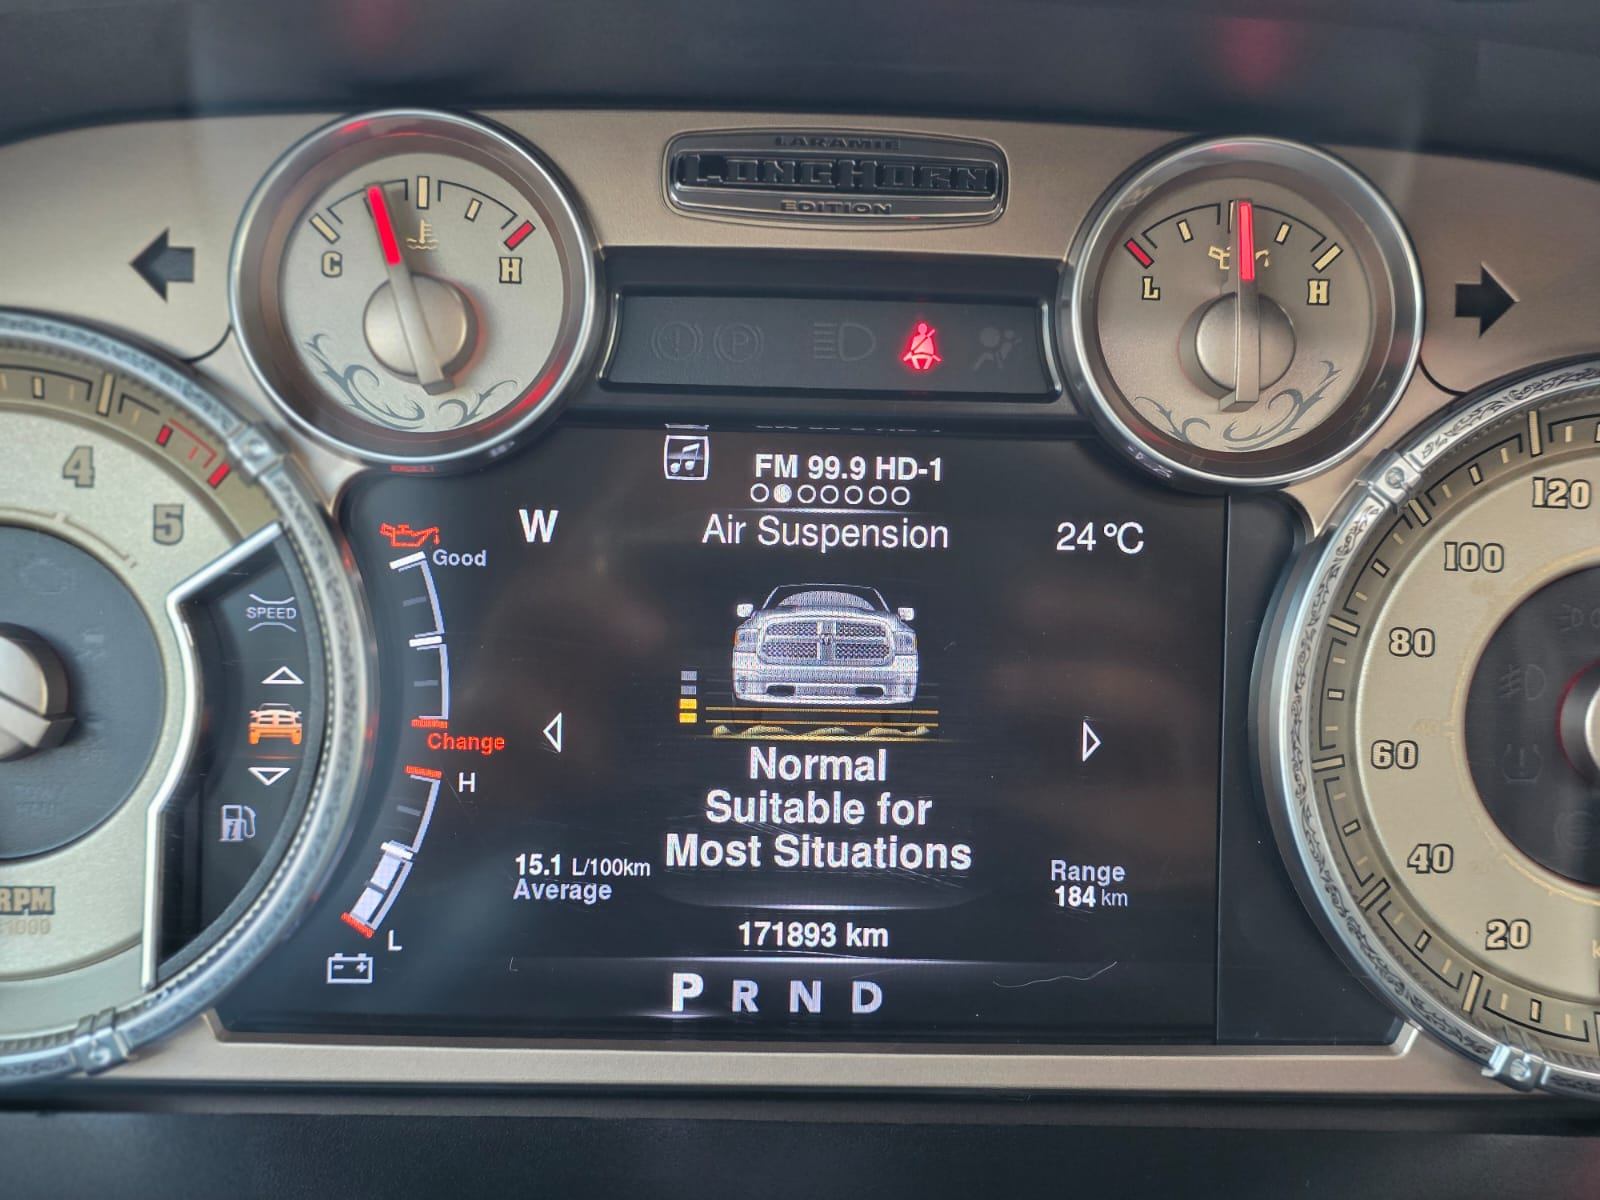 LARAMIE
LONGHORN
EDITION
C
H
L
H
P
FM 99.9 HD-1
W
Air Suspension
24°C
Good
4
5
SPEED
Change
H
Normal
Suitable for
Most Situations
15.1 L/100km
Average
Range
184 km
171893 km
L
P R N D
RPM
120
100
80
60
40
20